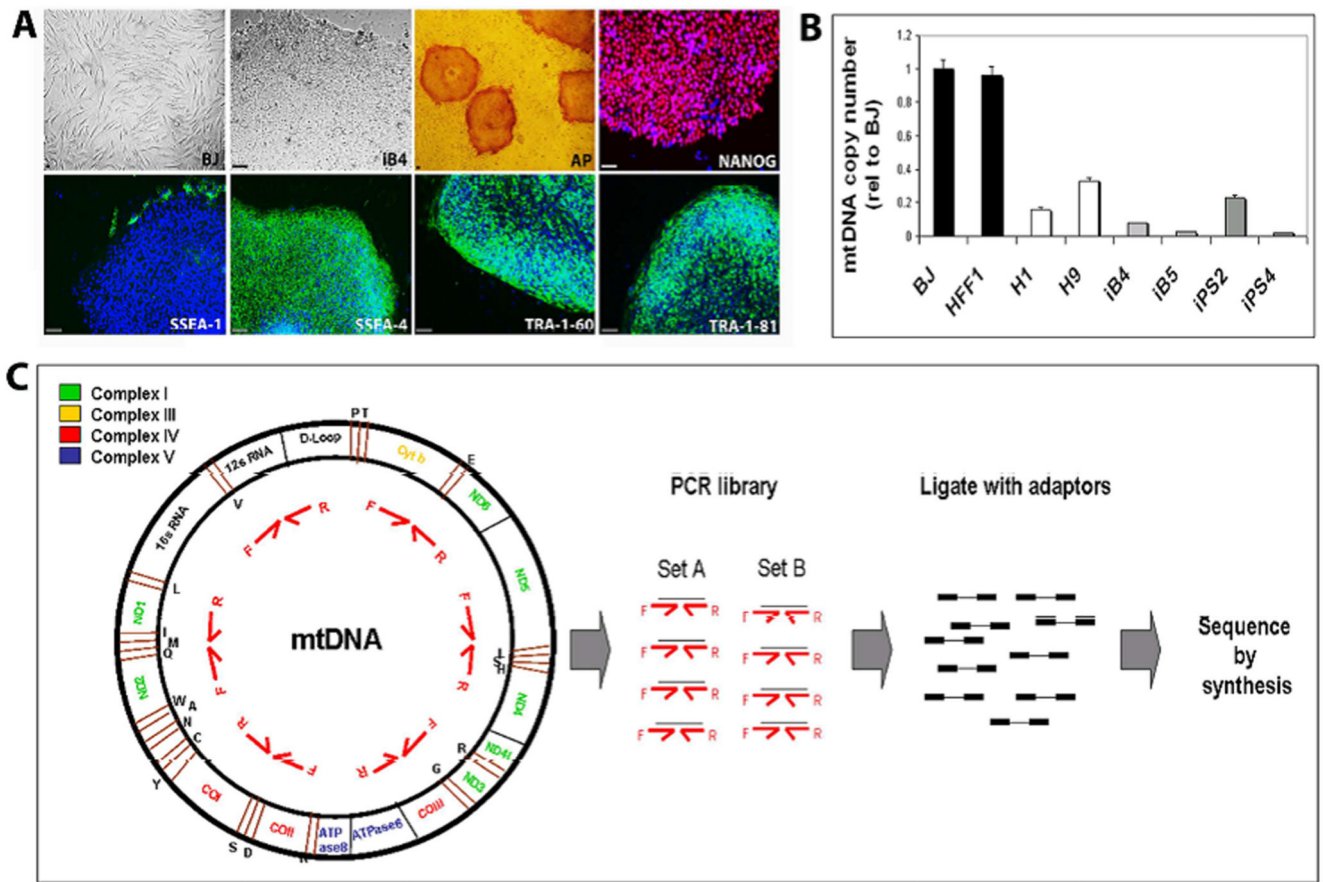 A
BJ
iB4
AP
NANOG
SSEA-1
SSEA-4
TRA-1-60
TRA-1-81
B
mtDNA copy number
(rel to BJ)
1.2
1
0.8
0.6
0.4
0.2
0
BJ
HFF1
H1
H9
iB4
iB5
iPS2
iPS4
C
Complex I
Complex III
Complex IV
Complex V
D-Loop
P T
Cyt b
E
ND6
ND5
L
S
H
ND4
ND4l
R
ND3
G
COIII
ATPase6
ATP
ase8
K
COII
D
S
COI
Y
C
N
A
W
ND2
Q
M
I
ND1
L
16s RNA
V
12s RNA
F
R
F
R
F
R
F
R
F
R
F
R
mtDNA
PCR library
Set A
Set B
F R
F R
F R
F R
F R
F R
F R
F R
Ligate with adaptors
Sequence
by
synthesis